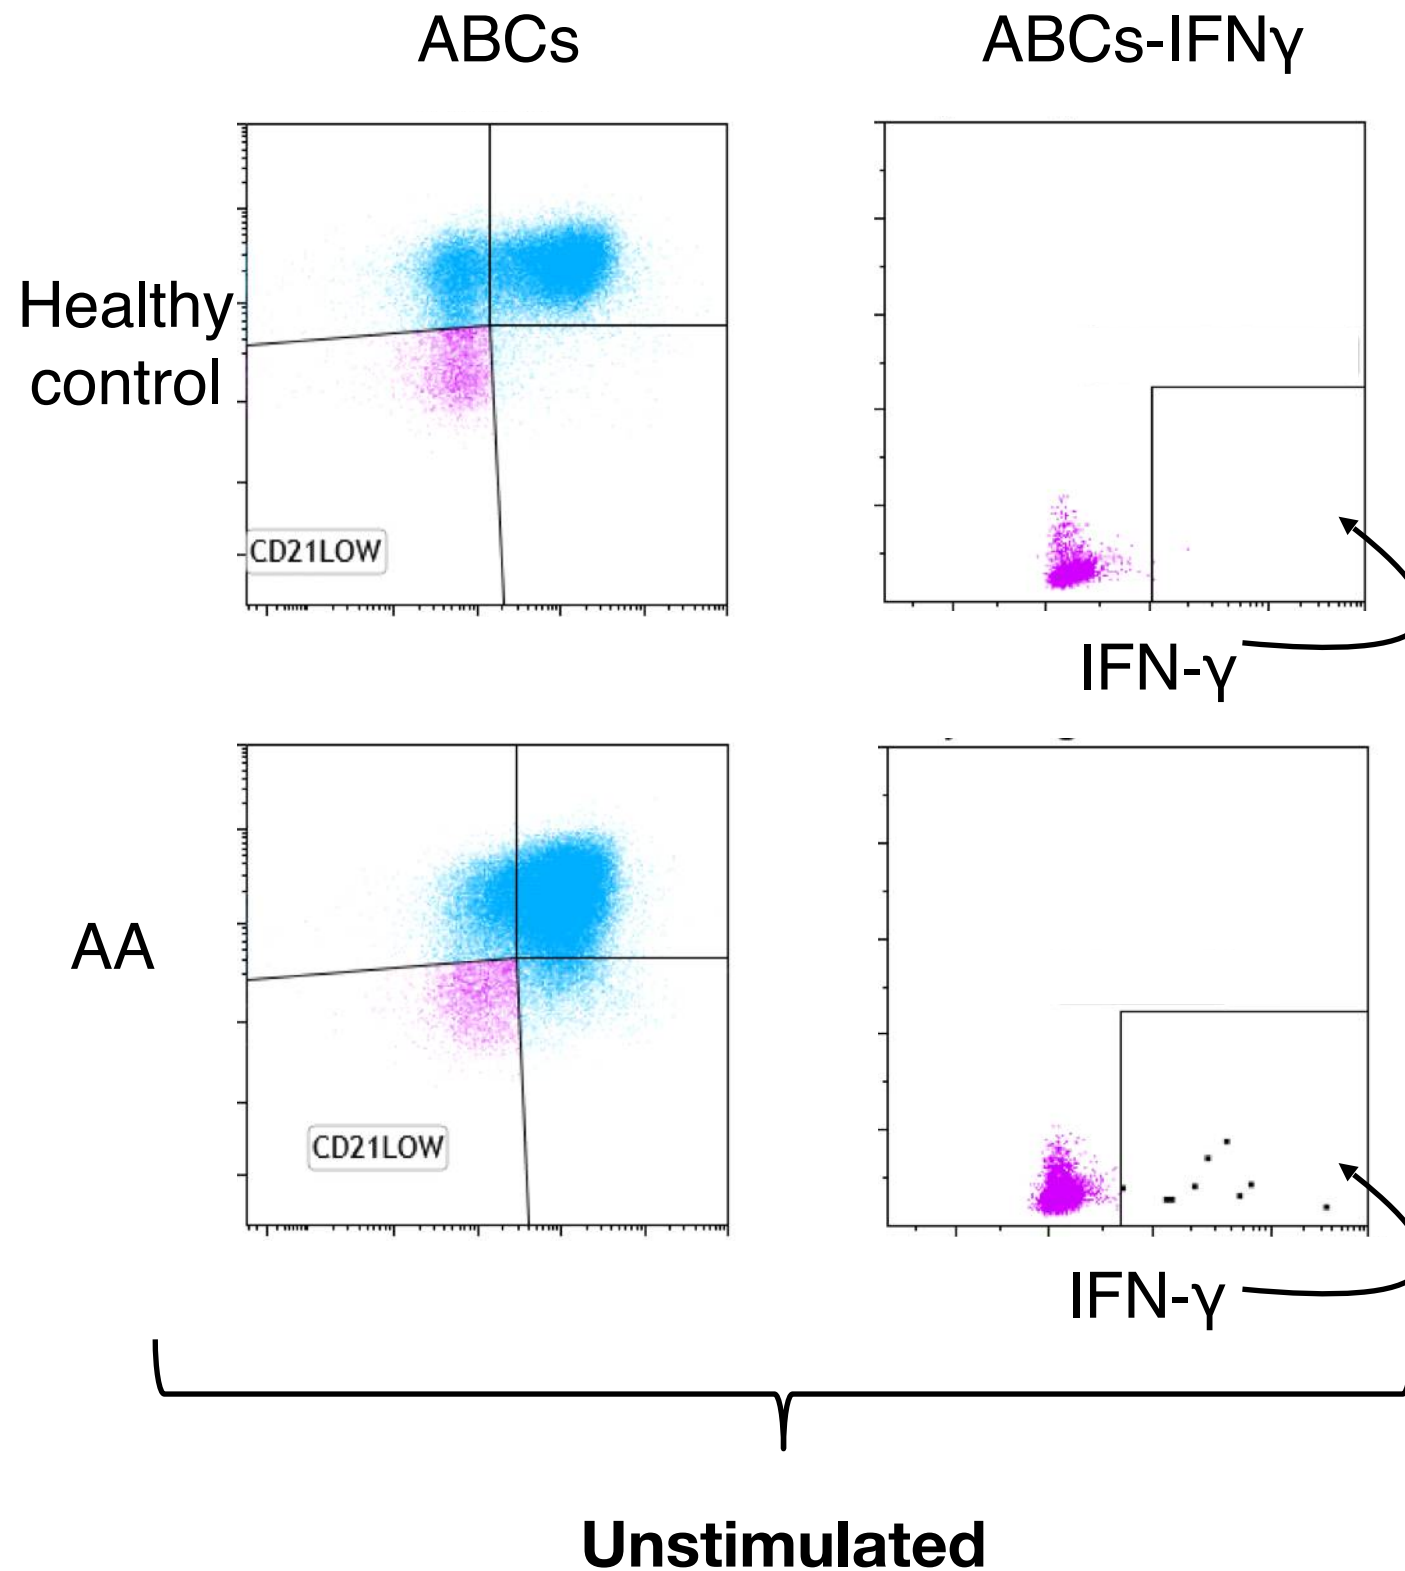 ABCs
ABCs-IFNγ
Healthy
control
CD21LOW
IFN-γ
AA
CD21LOW
IFN-γ
Unstimulated